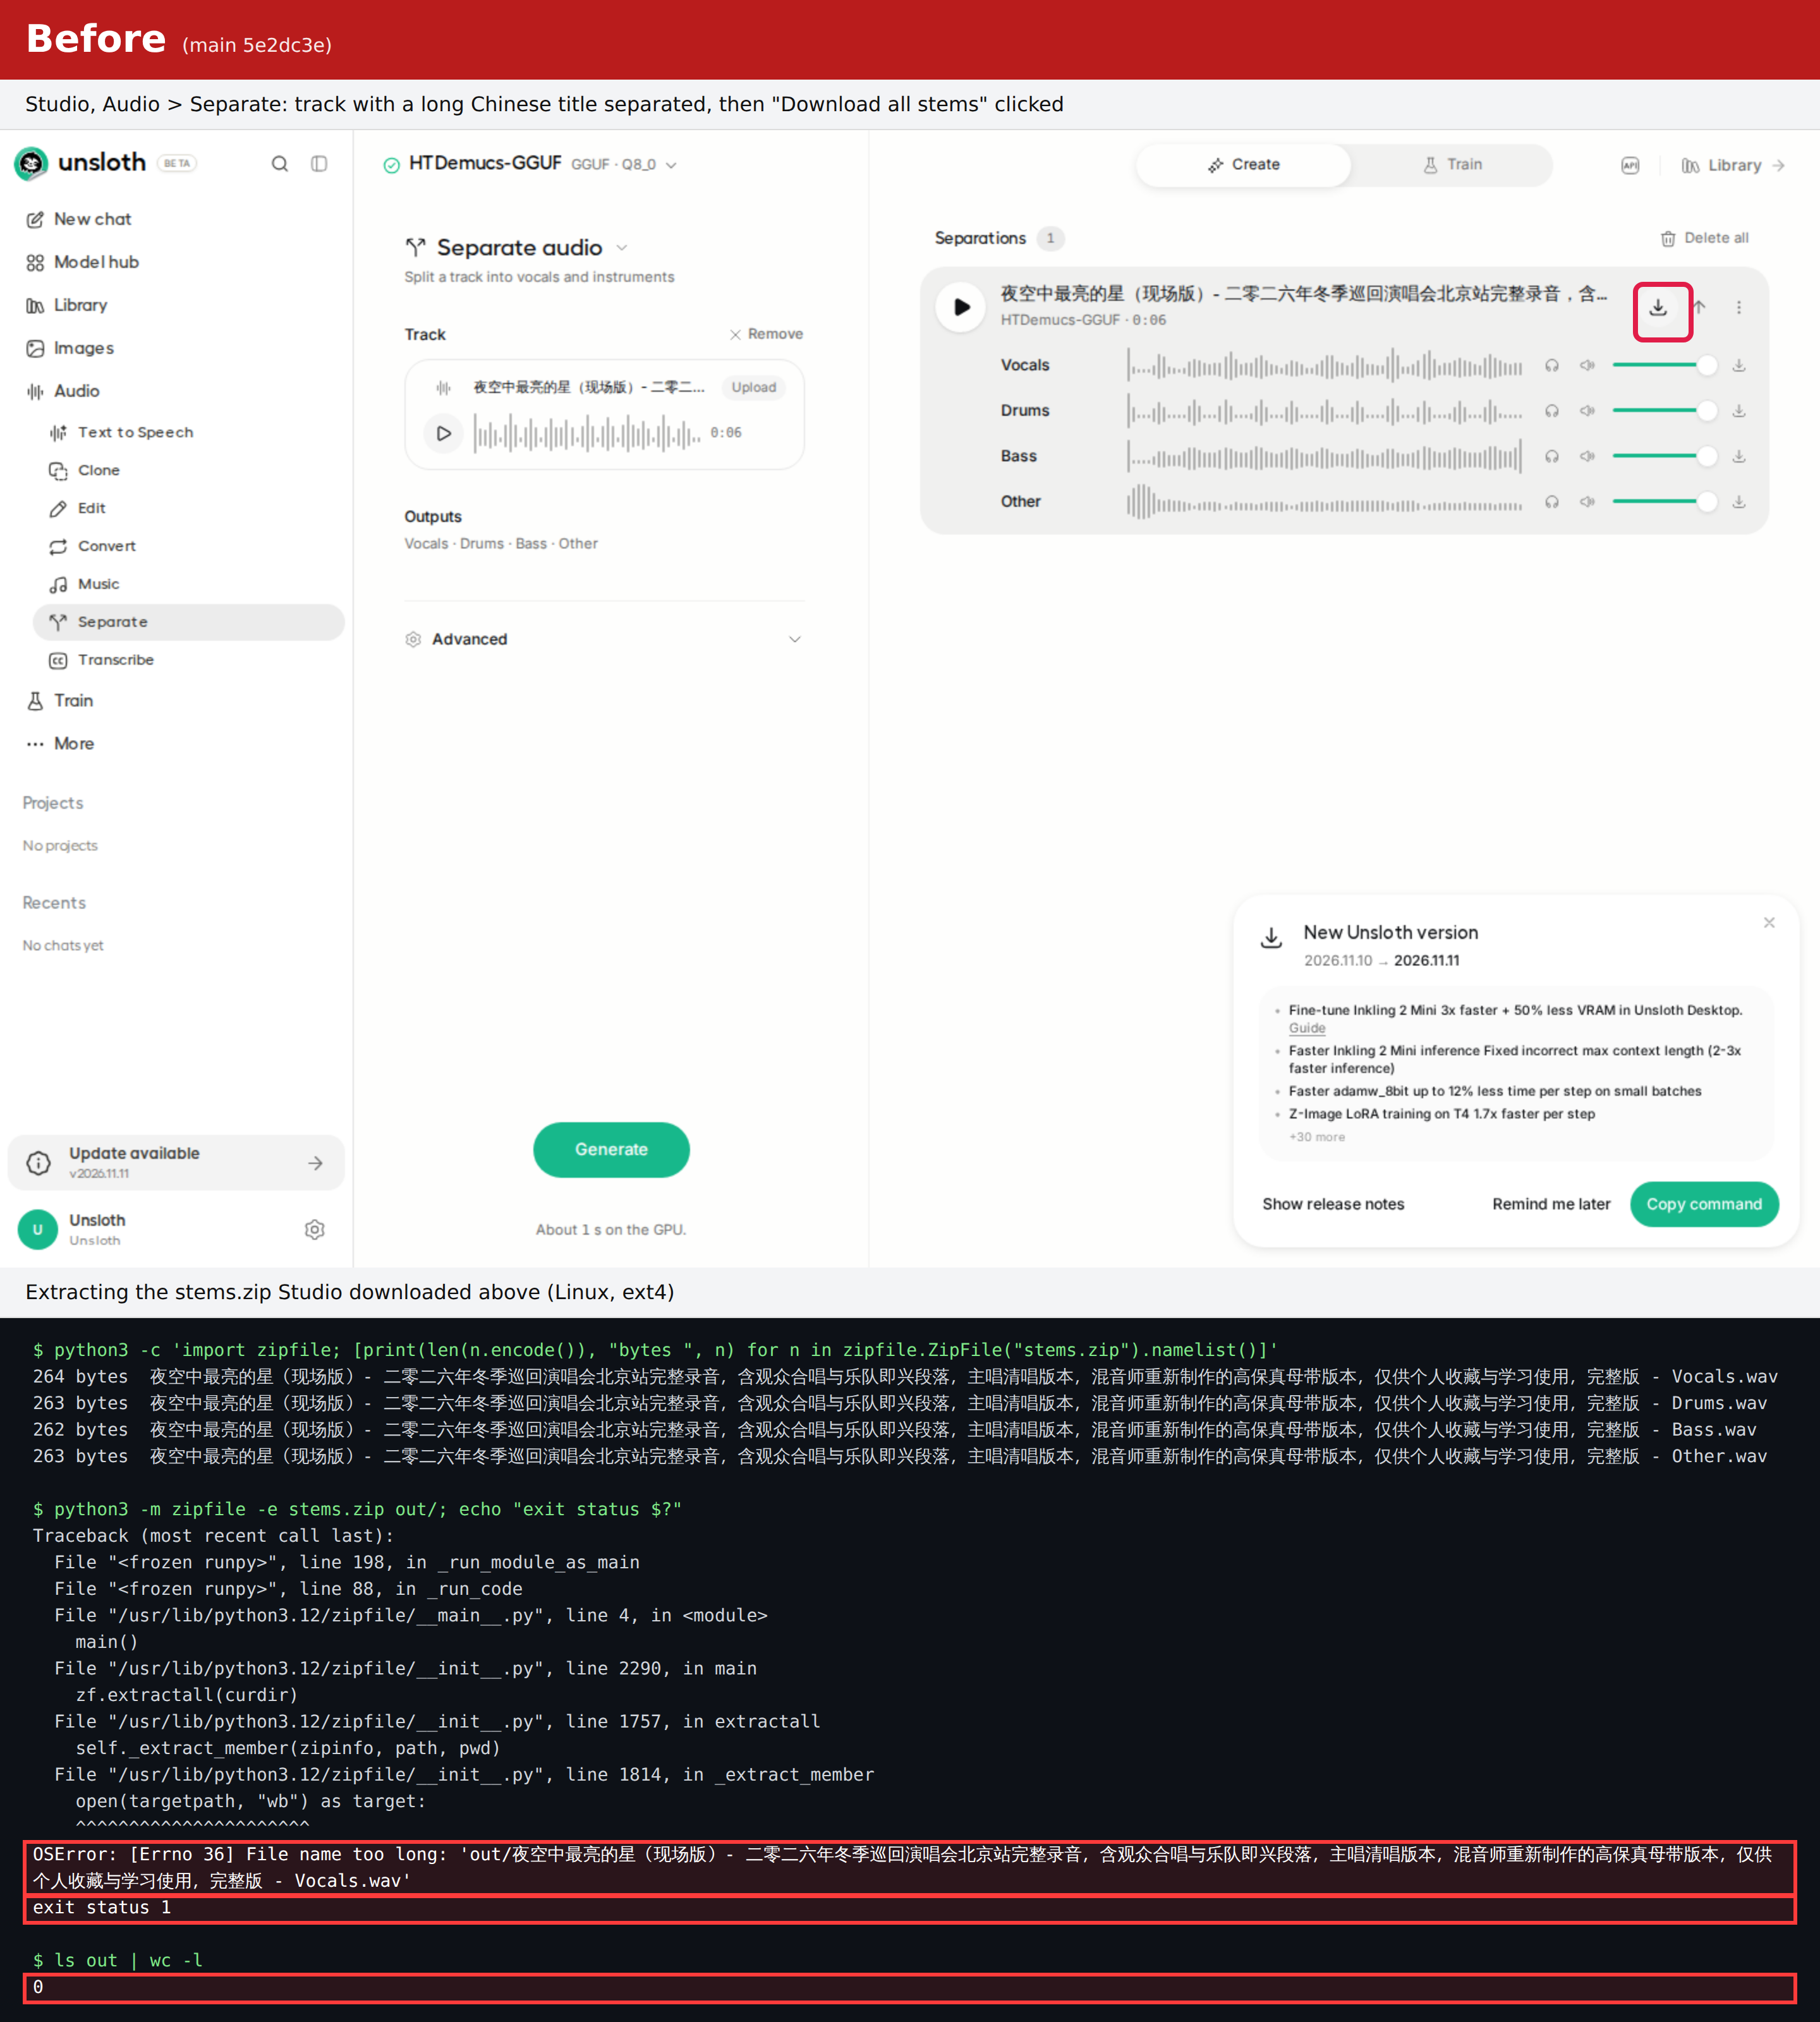 Before (main 5e2dc3e)
Studio, Audio > Separate: track with a long Chinese title separated, then "Download all stems" clicked
unsloth BETA
New chat
Model hub
Library
Images
Audio
Text to Speech
Clone
Edit
Convert
Music
Separate
Transcribe
Train
More
Projects
No projects
Recents
No chats yet
Update available
v2026.11.11
U
Unsloth
Unsloth
HTDemucs-GGUF GGUF · Q8_0
Separate audio
Split a track into vocals and instruments
Track
Remove
夜空中最亮的星（现场版）- 二零二...
Upload
0:06
Outputs
Vocals · Drums · Bass · Other
Advanced
Generate
About 1 s on the GPU.
Create
Train
API
Library
Separations 1
Delete all
夜空中最亮的星（现场版）- 二零二六年冬季巡回演唱会北京站完整录音，含...
HTDemucs-GGUF · 0:06
Vocals
Drums
Bass
Other
New Unsloth version
2026.11.10 → 2026.11.11
Fine-tune Inkling 2 Mini 3x faster + 50% less VRAM in Unsloth Desktop.
Guide
Faster Inkling 2 Mini inference Fixed incorrect max context length (2-3x
faster inference)
Faster adamw_8bit up to 12% less time per step on small batches
Z-Image LoRA training on T4 1.7x faster per step
+30 more
Show release notes
Remind me later
Copy command
Extracting the stems.zip Studio downloaded above (Linux, ext4)
$ python3 -c 'import zipfile; [print(len(n.encode()), "bytes ", n) for n in zipfile.ZipFile("stems.zip").namelist()]'
264 bytes  夜空中最亮的星（现场版）- 二零二六年冬季巡回演唱会北京站完整录音，含观众合唱与乐队即兴段落，主唱清唱版本，混音师重新制作的高保真母带版本，仅供个人收藏与学习使用，完整版 - Vocals.wav
263 bytes  夜空中最亮的星（现场版）- 二零二六年冬季巡回演唱会北京站完整录音，含观众合唱与乐队即兴段落，主唱清唱版本，混音师重新制作的高保真母带版本，仅供个人收藏与学习使用，完整版 - Drums.wav
262 bytes  夜空中最亮的星（现场版）- 二零二六年冬季巡回演唱会北京站完整录音，含观众合唱与乐队即兴段落，主唱清唱版本，混音师重新制作的高保真母带版本，仅供个人收藏与学习使用，完整版 - Bass.wav
263 bytes  夜空中最亮的星（现场版）- 二零二六年冬季巡回演唱会北京站完整录音，含观众合唱与乐队即兴段落，主唱清唱版本，混音师重新制作的高保真母带版本，仅供个人收藏与学习使用，完整版 - Other.wav
$ python3 -m zipfile -e stems.zip out/; echo "exit status $?"
Traceback (most recent call last):
  File "<frozen runpy>", line 198, in _run_module_as_main
  File "<frozen runpy>", line 88, in _run_code
  File "/usr/lib/python3.12/zipfile/__main__.py", line 4, in <module>
    main()
  File "/usr/lib/python3.12/zipfile/__init__.py", line 2290, in main
    zf.extractall(curdir)
  File "/usr/lib/python3.12/zipfile/__init__.py", line 1757, in extractall
    self._extract_member(zipinfo, path, pwd)
  File "/usr/lib/python3.12/zipfile/__init__.py", line 1814, in _extract_member
    open(targetpath, "wb") as target:
    ^^^^^^^^^^^^^^^^^^^^^^
OSError: [Errno 36] File name too long: 'out/夜空中最亮的星（现场版）- 二零二六年冬季巡回演唱会北京站完整录音，含观众合唱与乐队即兴段落，主唱清唱版本，混音师重新制作的高保真母带版本，仅供
个人收藏与学习使用，完整版 - Vocals.wav'
exit status 1
$ ls out | wc -l
0